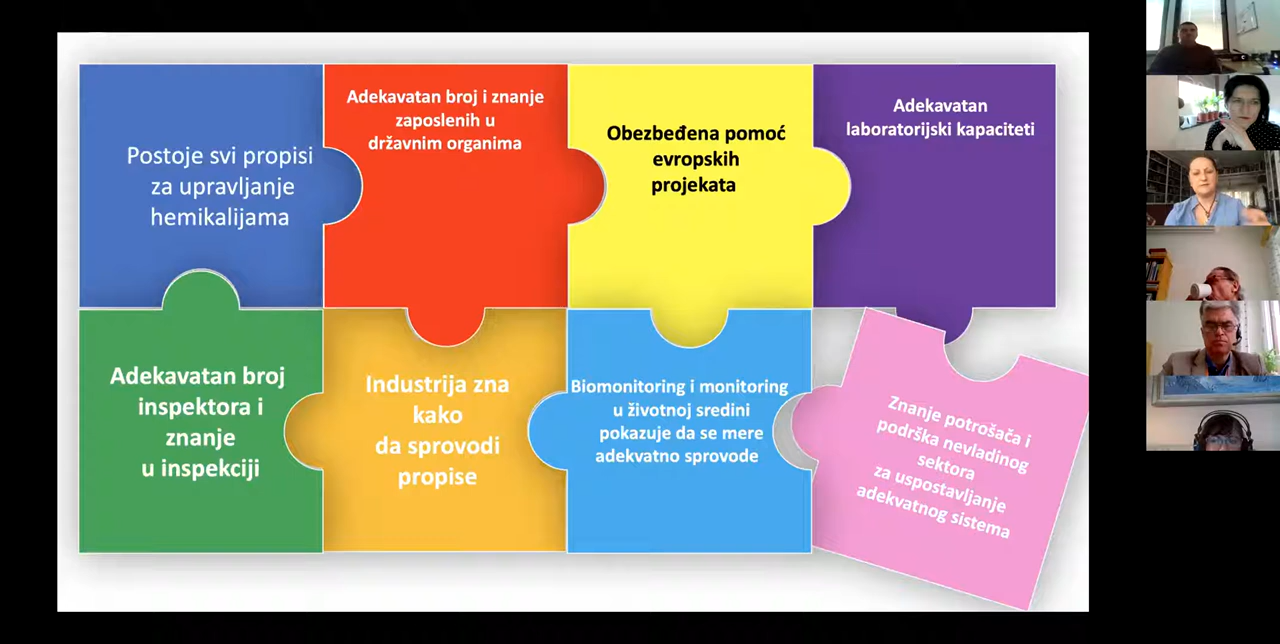 Postoje svi propisi
za upravljanje
hemikalijama
Adekavatan broj i znanje
zaposlenih u
državnim organima
Obezbeđena pomoć
evropskih
projekata
Adekavatan
laboratorijski kapaciteti
Adekavatan broj
inspektora i
znanje
u inspekciji
Industrija zna
kako
da sprovodi
propise
Biomonitoring i monitoring
u životnoj sredini
pokazuje da se mere
adekvatno sprovode
Znanje potrošača i
podrška nevladinog
sektora
za uspostavljanje
adekvatnog sistema